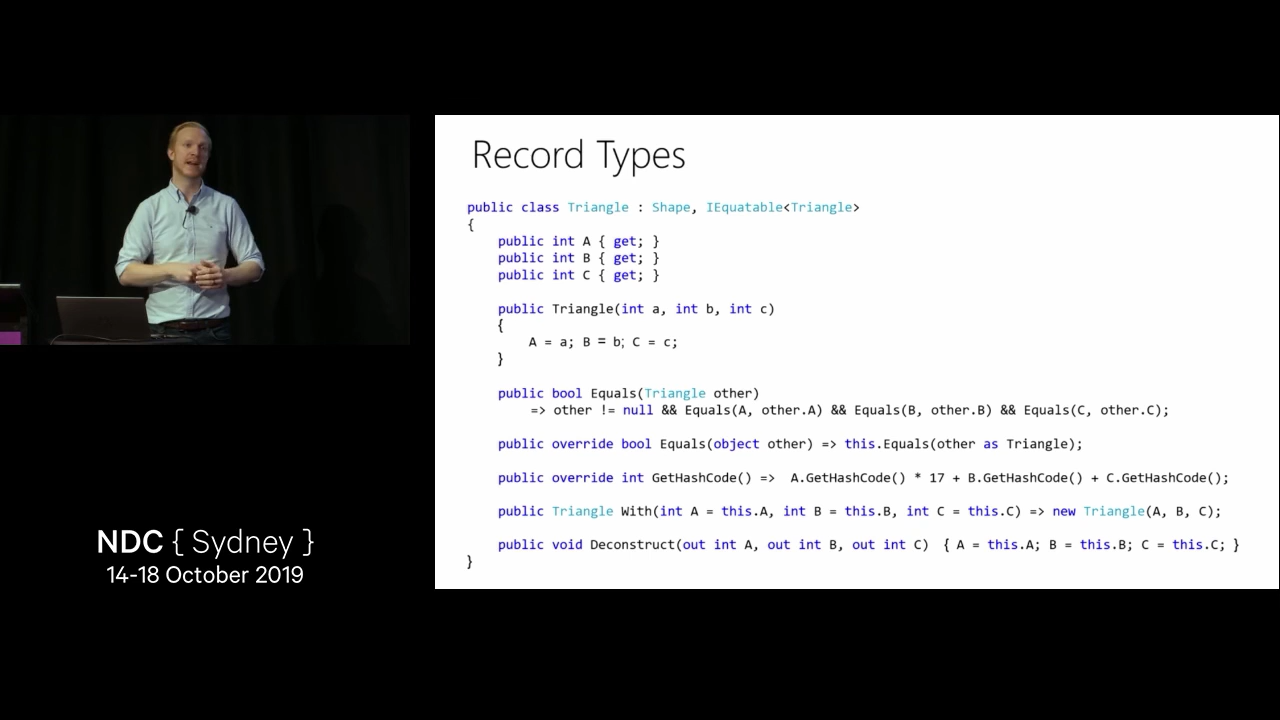 Record Types
public class Triangle : Shape, IEquatable<Triangle>
{
    public int A { get; }
    public int B { get; }
    public int C { get; }

    public Triangle(int a, int b, int c)
    {
        A = a; B = b; C = c;
    }

    public bool Equals(Triangle other)
        => other != null && Equals(A, other.A) && Equals(B, other.B) && Equals(C, other.C);

    public override bool Equals(object other) => this.Equals(other as Triangle);

    public override int GetHashCode() =>  A.GetHashCode() * 17 + B.GetHashCode() + C.GetHashCode();

    public Triangle With(int A = this.A, int B = this.B, int C = this.C) => new Triangle(A, B, C);

    public void Deconstruct(out int A, out int B, out int C)  { A = this.A; B = this.B; C = this.C; }
}
NDC { Sydney }
14-18 October 2019